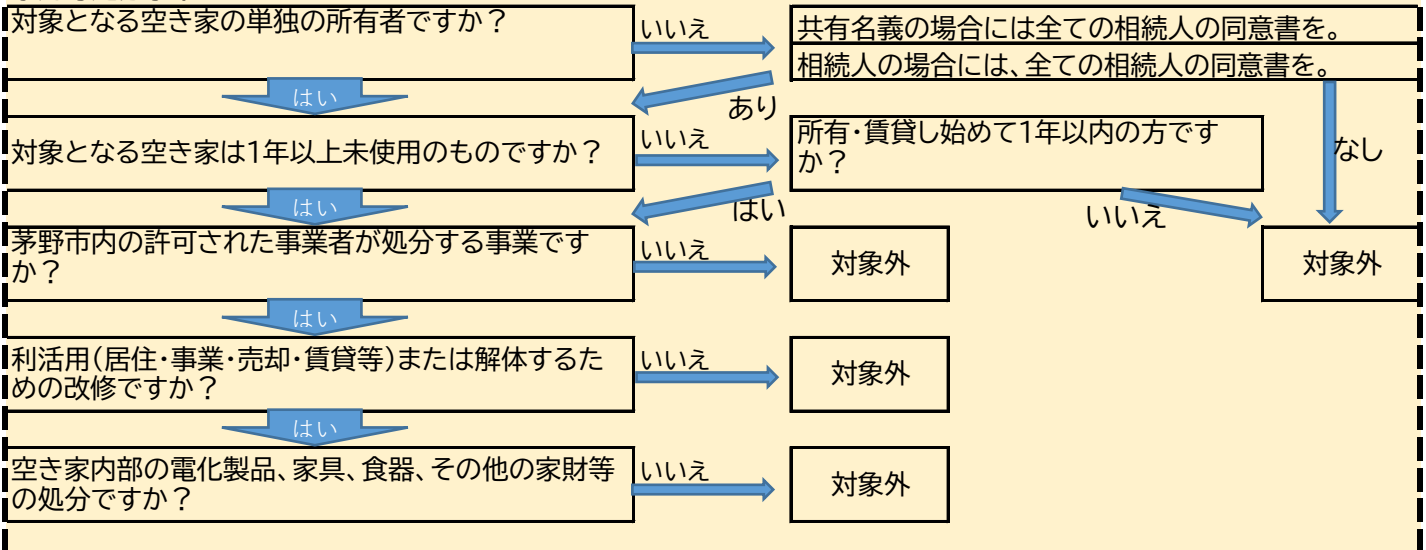 対象となる空き家の単独の所有者ですか？
いいえ
共有名義の場合には全ての相続人の同意書を。
相続人の場合には、全ての相続人の同意書を。
はい
あり
対象となる空き家は1年以上未使用のものですか？
いいえ
所有・賃貸し始めて1年以内の方です
か？
なし
はい
はい
いいえ
茅野市内の許可された事業者が処分する事業です
か？
いいえ
対象外
対象外
はい
利活用(居住・事業・売却・賃貸等)または解体するた
めの改修ですか？
いいえ
対象外
はい
空き家内部の電化製品、家具、食器、その他の家財等
の処分ですか？
いいえ
対象外